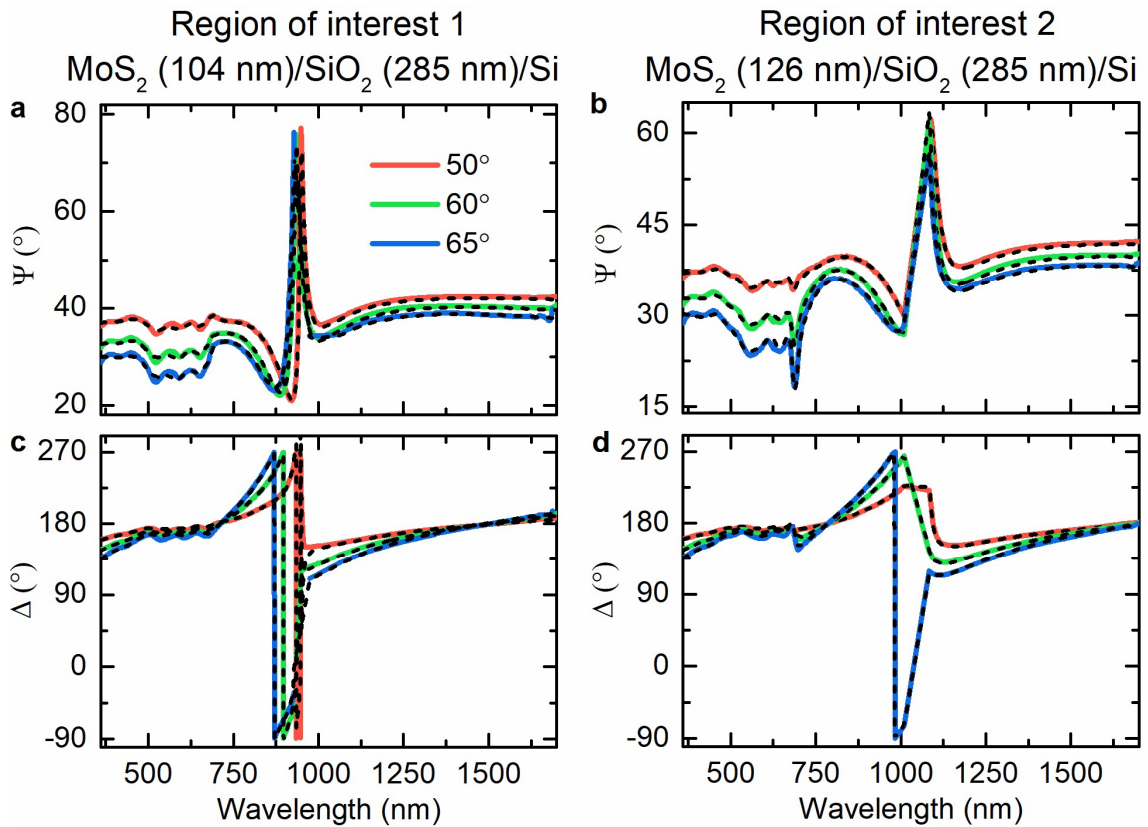 Region of interest 1
MoS₂ (104 nm)/SiO₂ (285 nm)/Si
Region of interest 2
MoS₂ (126 nm)/SiO₂ (285 nm)/Si
a
80
60
40
20
Ψ (°)
50°
60°
65°
b
60
45
30
15
Ψ (°)
c
270
180
90
0
-90
Δ (°)
500 750 1000 1250 1500
Wavelength (nm)
d
270
180
90
0
-90
Δ (°)
500 750 1000 1250 1500
Wavelength (nm)